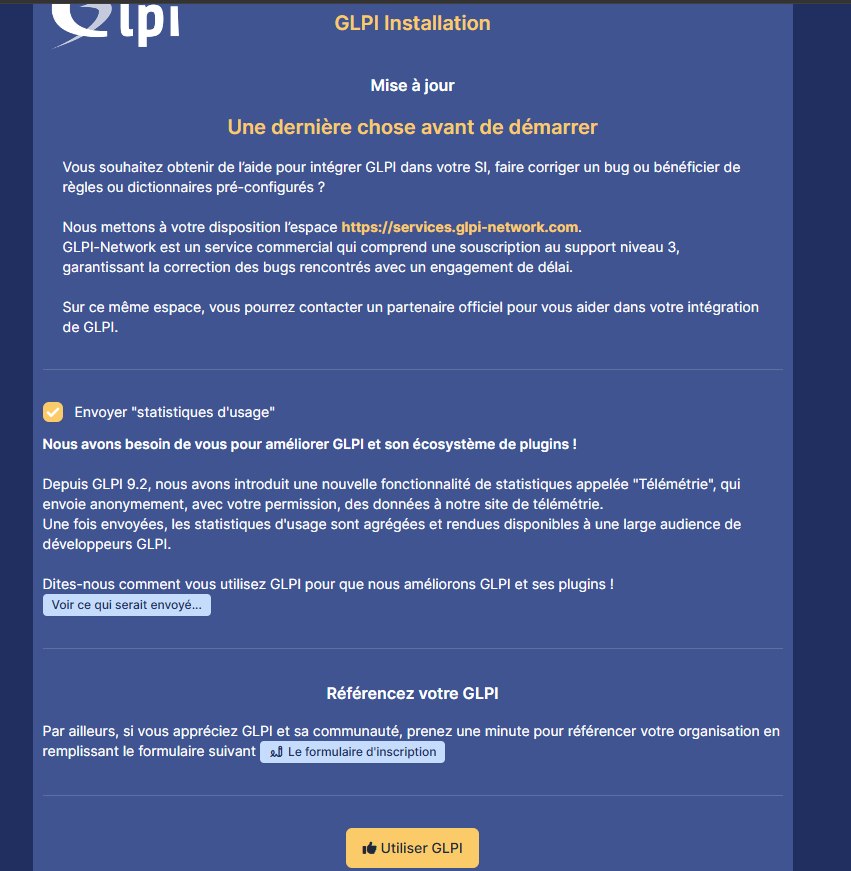 Glpi
GLPI Installation
Mise à jour
Une dernière chose avant de démarrer
Vous souhaitez obtenir de l’aide pour intégrer GLPI dans votre SI, faire corriger un bug ou bénéficier de
règles ou dictionnaires pré-configurés ?
Nous mettons à votre disposition l’espace https://services.glpi-network.com.
GLPI-Network est un service commercial qui comprend une souscription au support niveau 3,
garantissant la correction des bugs rencontrés avec un engagement de délai.
Sur ce même espace, vous pourrez contacter un partenaire officiel pour vous aider dans votre intégration
de GLPI.
Envoyer "statistiques d'usage"
Nous avons besoin de vous pour améliorer GLPI et son écosystème de plugins !
Depuis GLPI 9.2, nous avons introduit une nouvelle fonctionnalité de statistiques appelée "Télémétrie", qui
envoie anonymement, avec votre permission, des données à notre site de télémétrie.
Une fois envoyées, les statistiques d'usage sont agrégées et rendues disponibles à une large audience de
développeurs GLPI.
Dites-nous comment vous utilisez GLPI pour que nous améliorons GLPI et ses plugins !
Voir ce qui serait envoyé...
Référencez votre GLPI
Par ailleurs, si vous appréciez GLPI et sa communauté, prenez une minute pour référencer votre organisation en
remplissant le formulaire suivant Le formulaire d'inscription
Utiliser GLPI